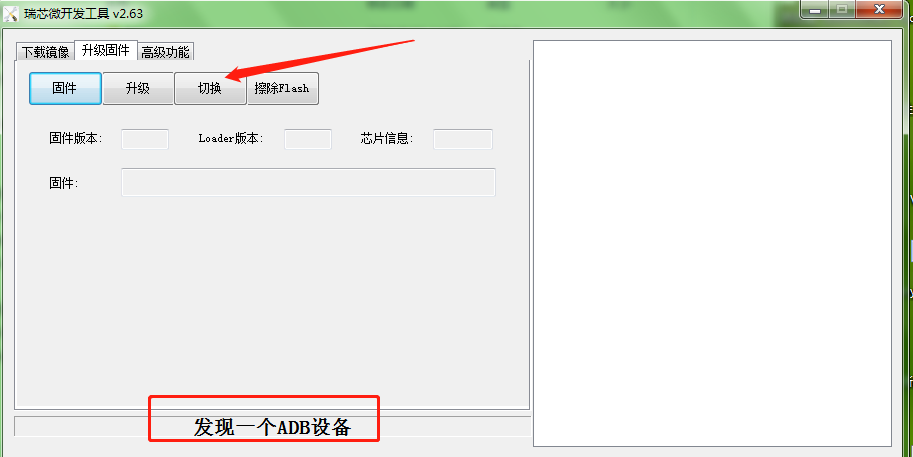 瑞芯微开发工具 v2.63
下载镜像 升级固件 高级功能
固件 升级 切换 擦除Flash
固件版本: Loader版本: 芯片信息:
固件:
发现一个ADB设备